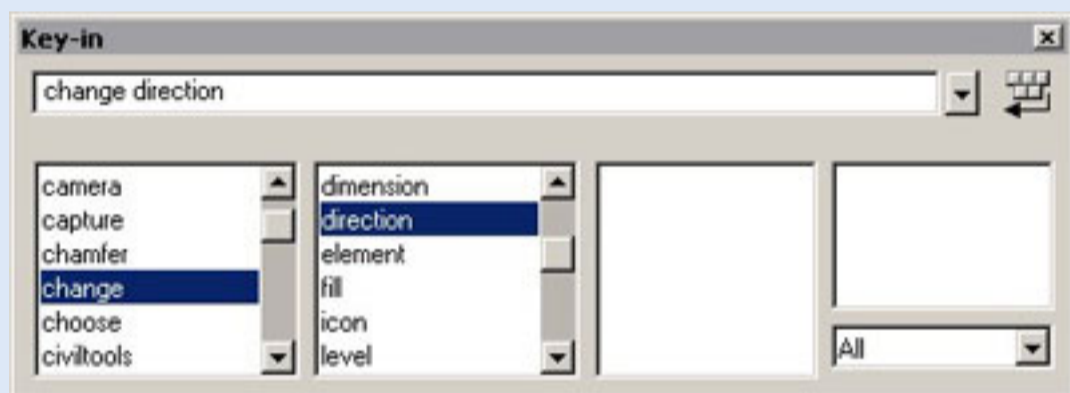 Key-in
change direction
camera
capture
chamfer
change
choose
civiltools
dimension
direction
element
fill
icon
level
All